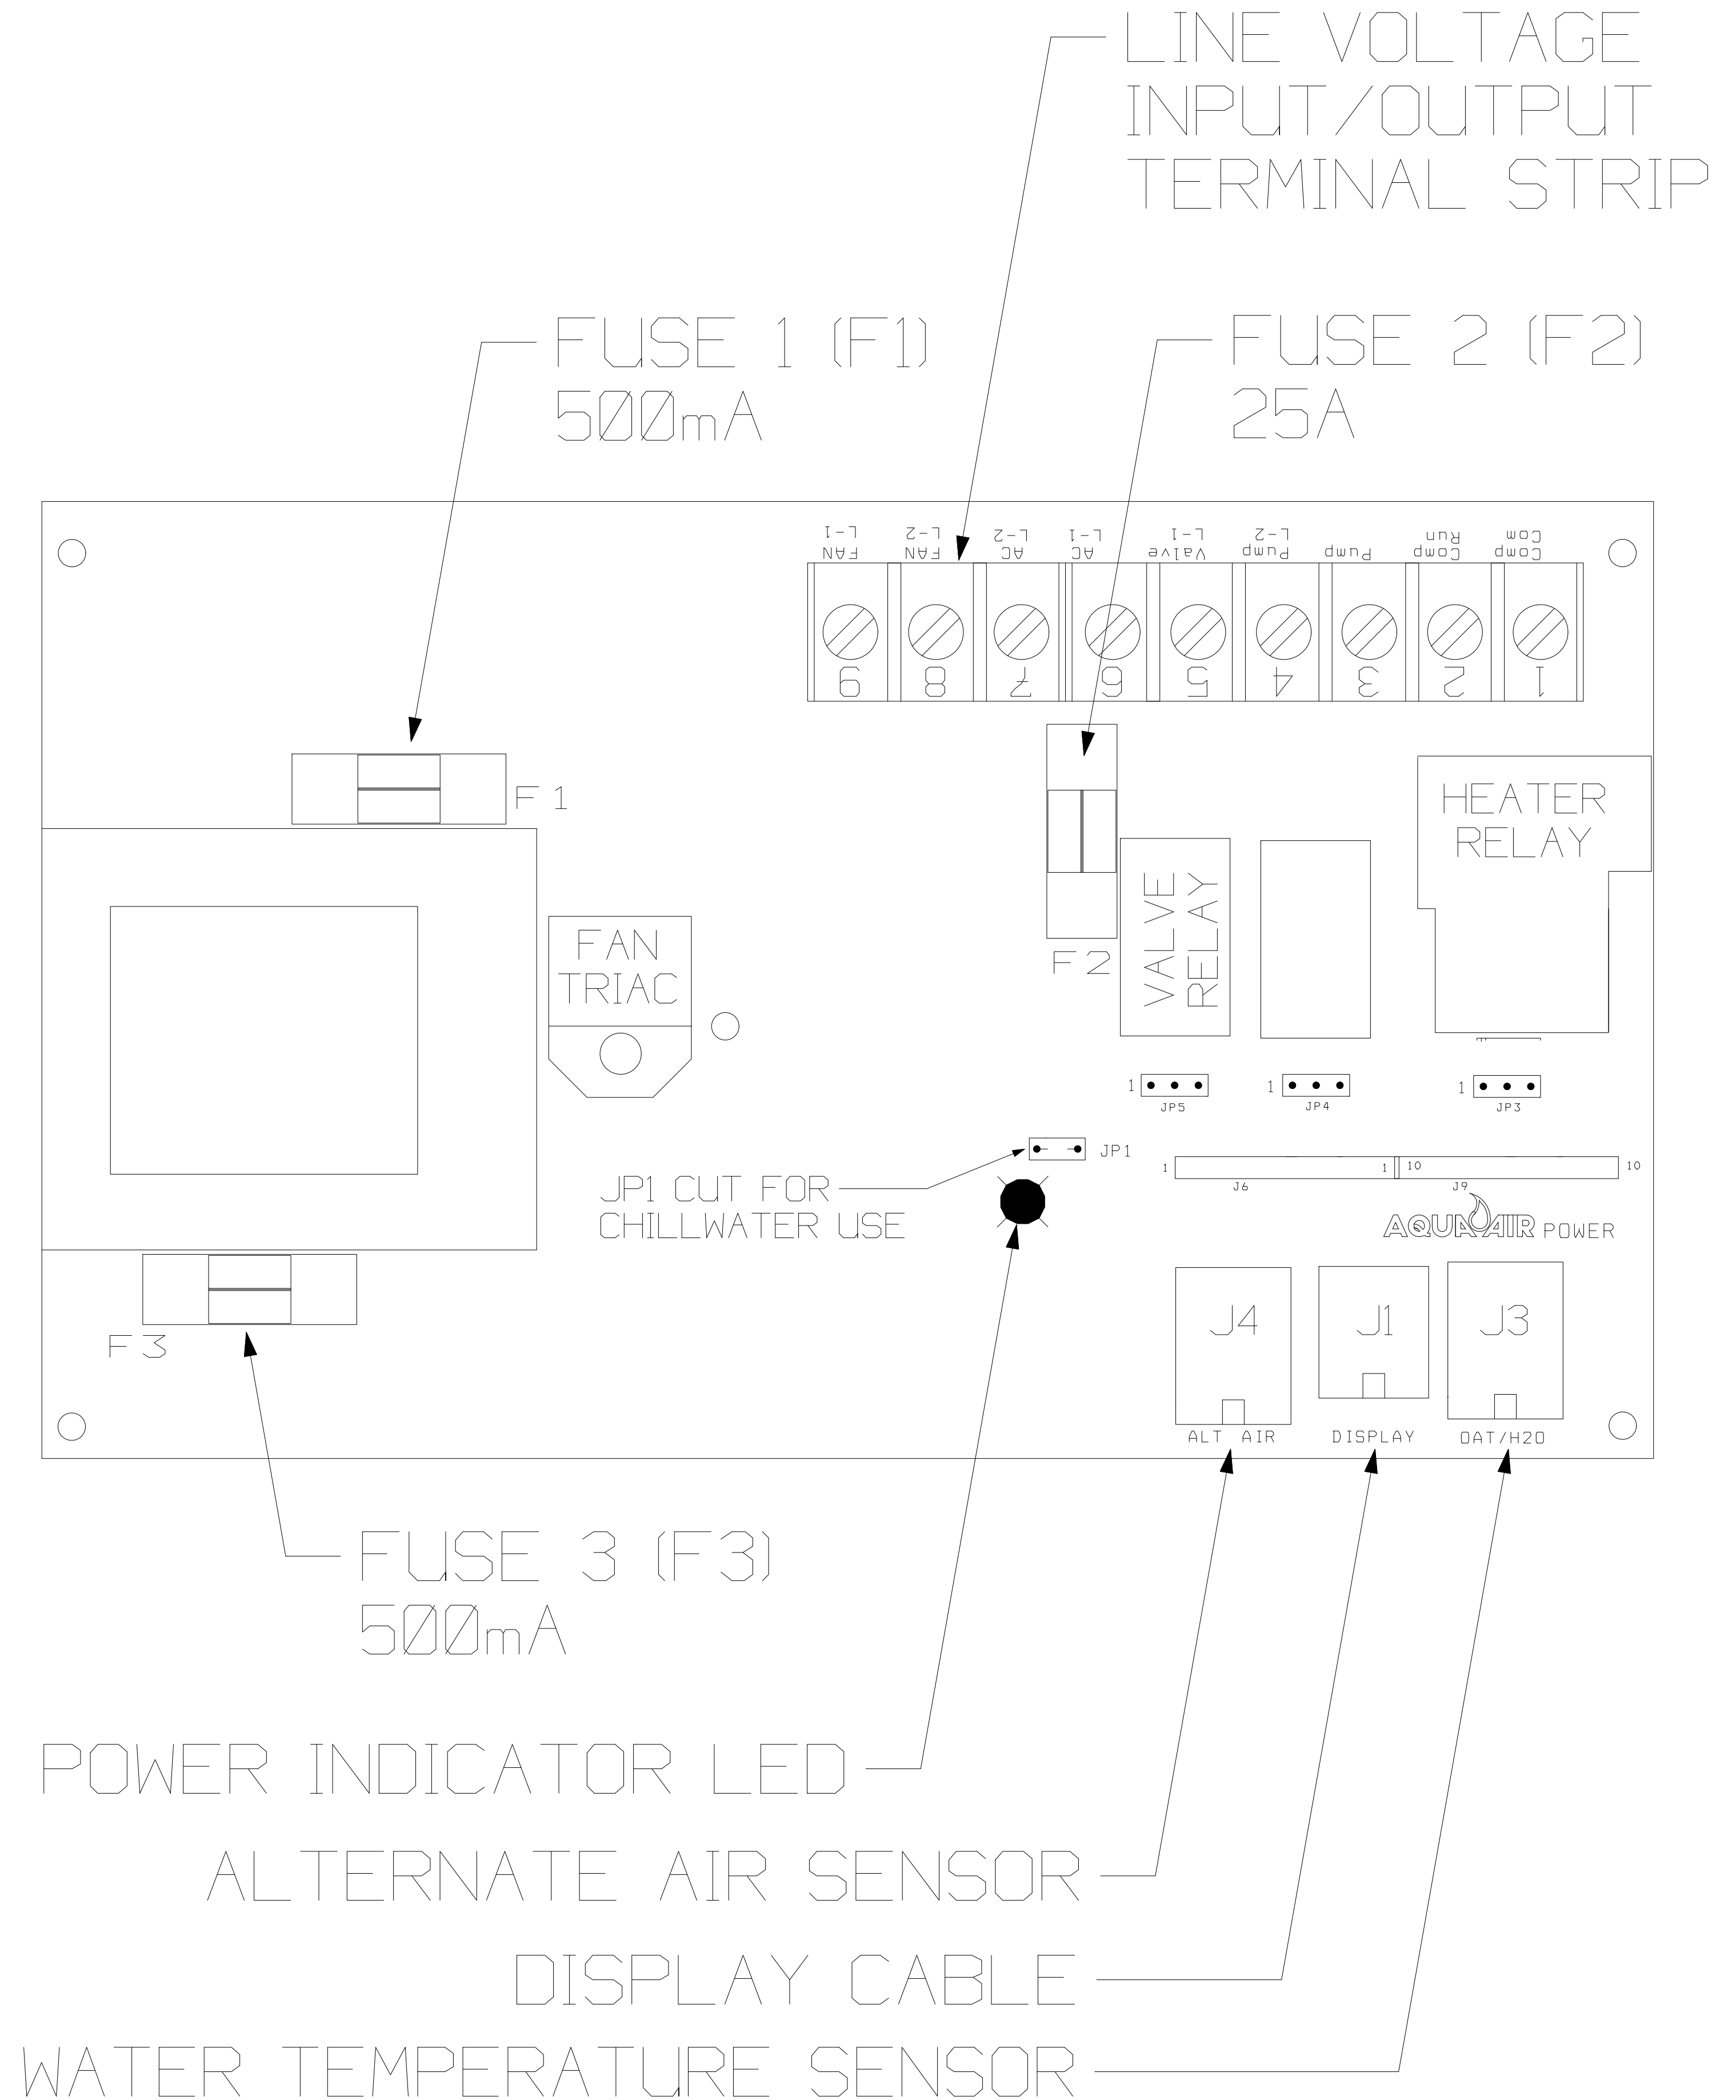 LINE VOLTAGE
INPUT/OUTPUT
TERMINAL STRIP
FUSE 1 (F1)
500mA
FUSE 2 (F2)
25A
FAN L-1
FAN L-2
AC L-2
AC L-1
Valve L-1
Pump L-2
Pump
Comp Run
Comp Com
9 8 7 6 5 4 3 2 1
F1
HEATER
RELAY
VALVE
RELAY
FAN
TRIAC
F2
1 JP5
1 JP4
1 JP3
JP1
JP1 CUT FOR
CHILLWATER USE
1 1 10 10
J6 J9
AQUA AIR POWER
J4 J1 J3
F3
ALT AIR DISPLAY OAT/H2O
FUSE 3 (F3)
500mA
POWER INDICATOR LED
ALTERNATE AIR SENSOR
DISPLAY CABLE
WATER TEMPERATURE SENSOR